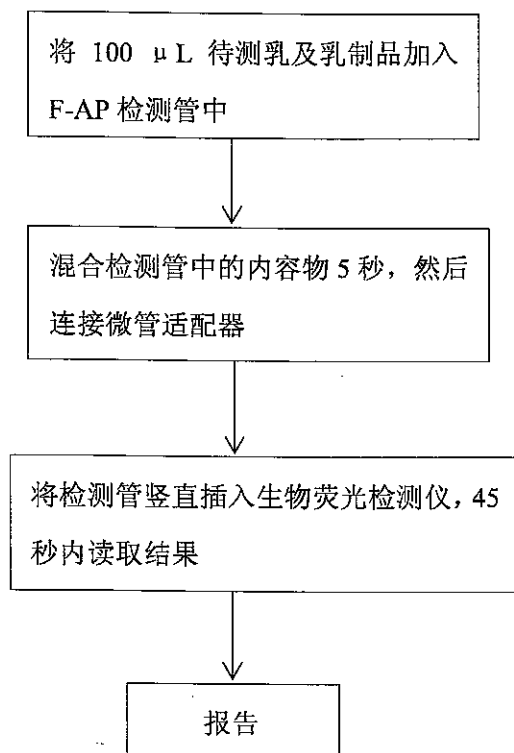 将 100 μL 待测乳及乳制品加入
F-AP 检测管中
混合检测管中的内容物 5 秒，然后
连接微管适配器
将检测管竖直插入生物荧光检测仪，45
秒内读取结果
报告